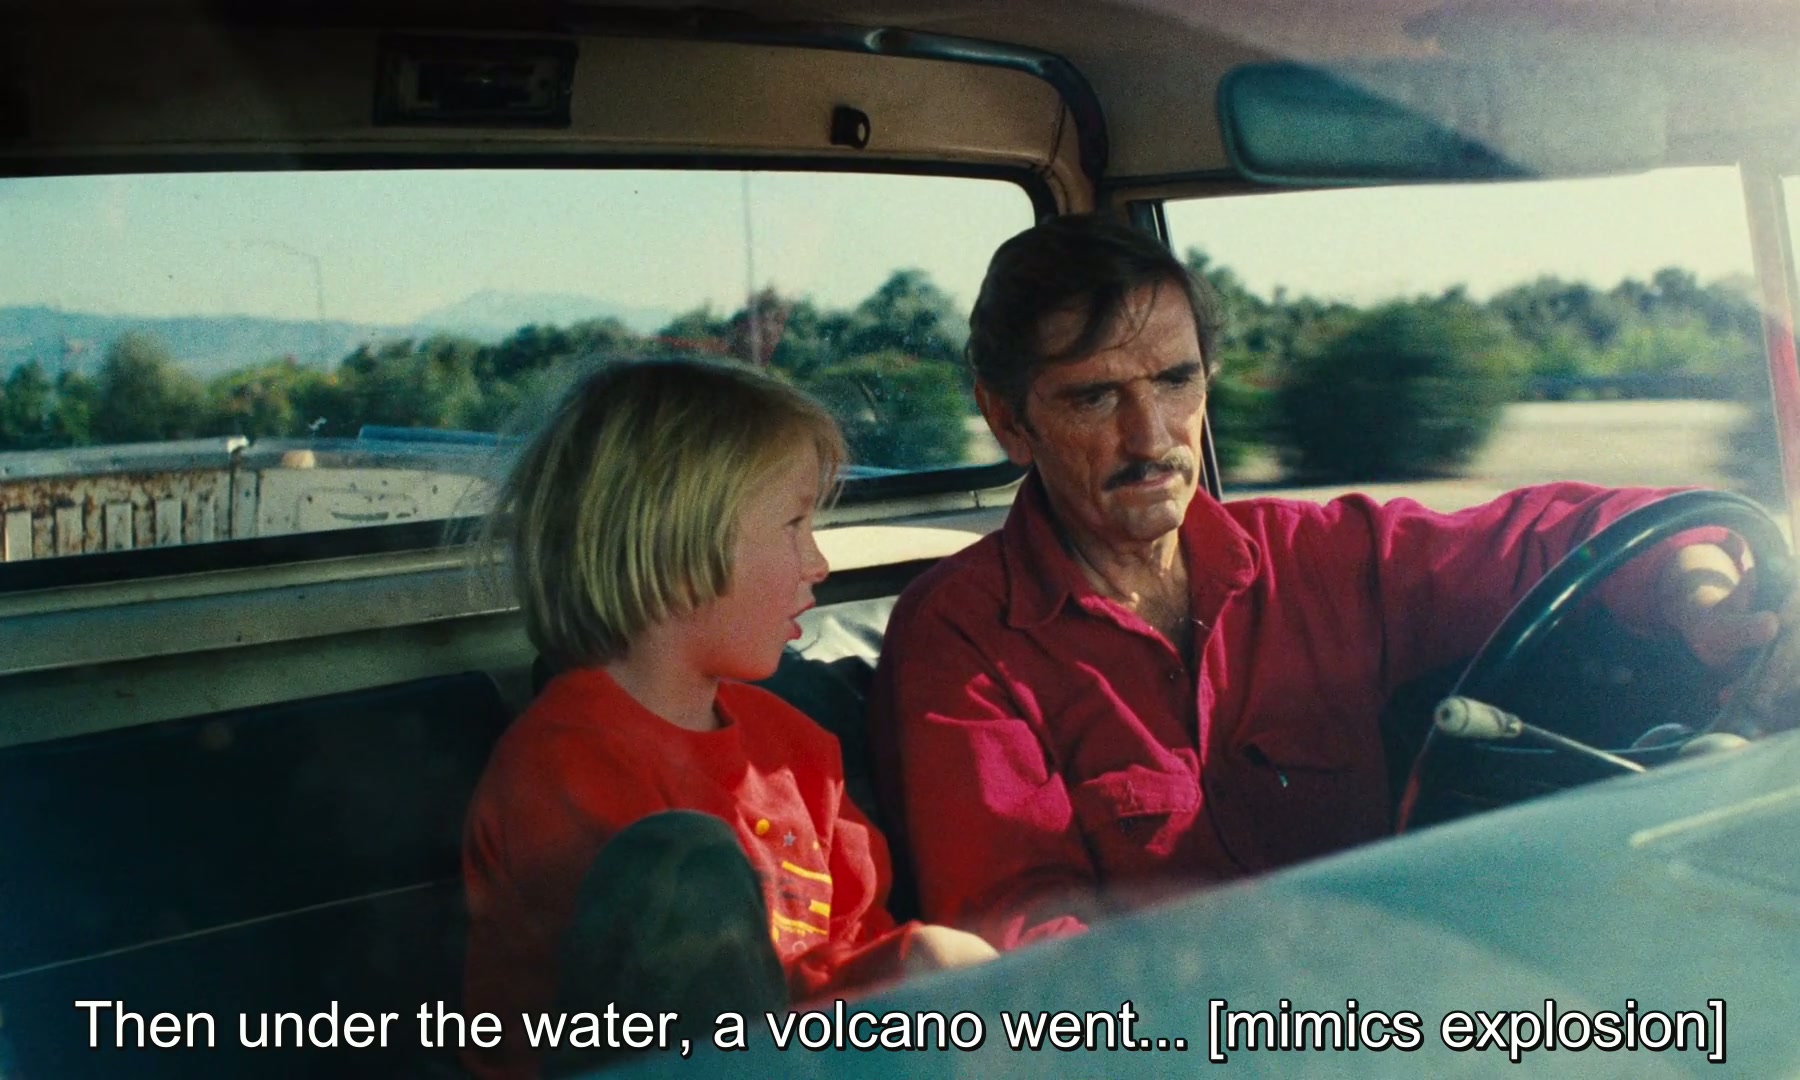 Then under the water, a volcano went... [mimics explosion]